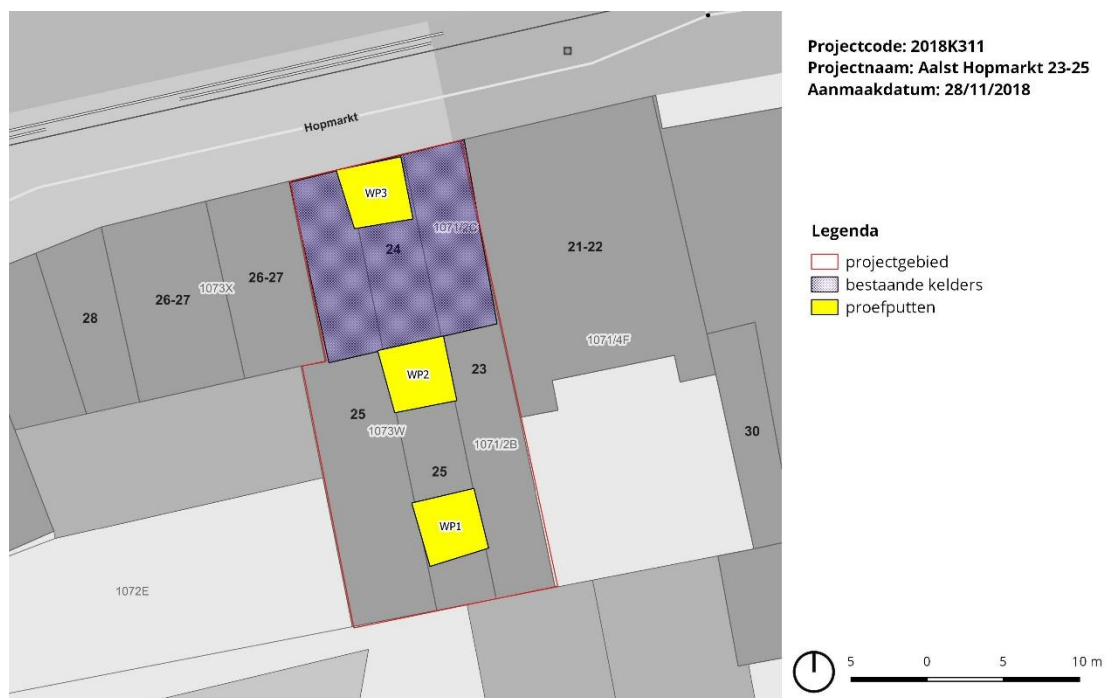 Projectcode: 2018K311
Projectnaam: Aalst Hopmarkt 23-25
Aanmaakdatum: 28/11/2018
Hopmarkt
WP3
1071/2C
24
21-22
26-27
1073X
26-27
28
1071/4F
WP2
23
25
1073W
1071/2B
30
25
WP1
1072E
Legenda
projectgebied
bestaande kelders
proefputten
5 0 5 10 m